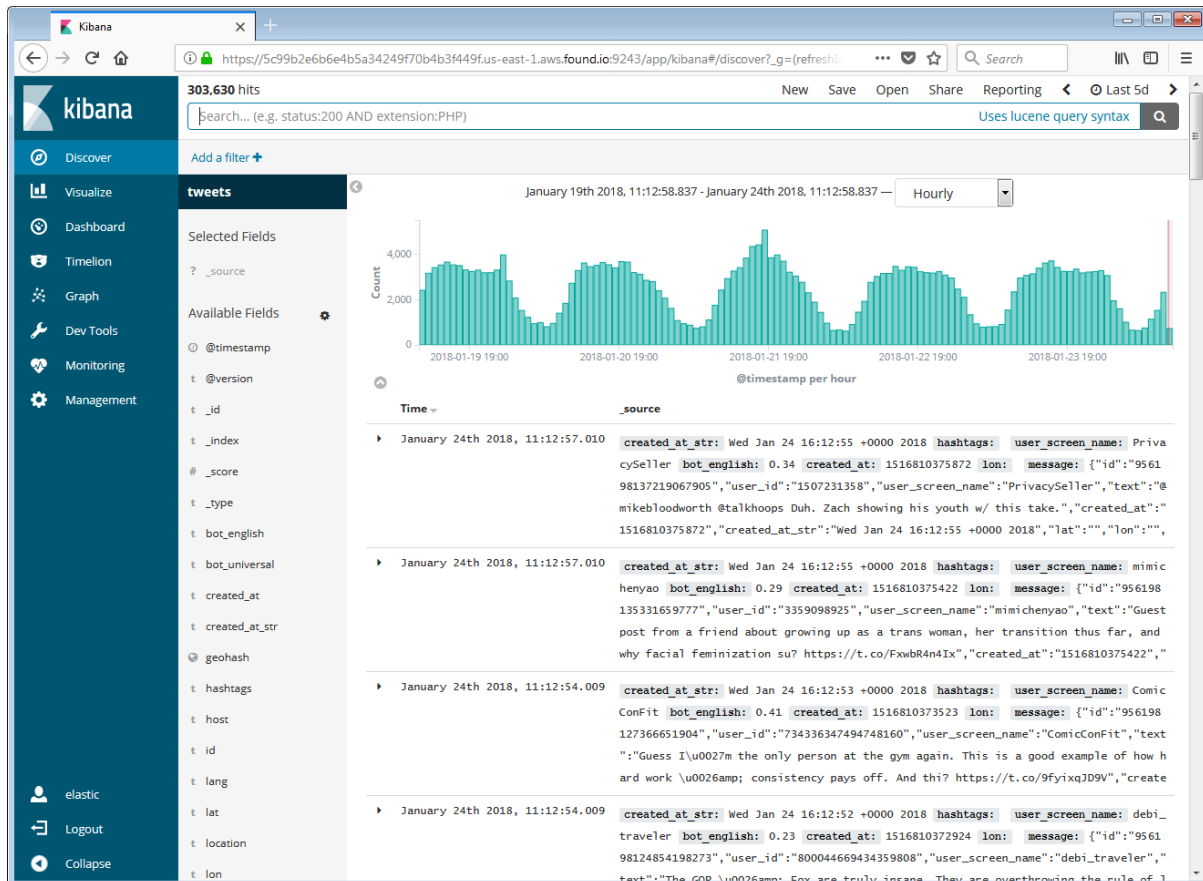 Kibana
https://5c99b2e6b6e4b5a34249f70b4b3f449f.us-east-1.aws.found.io:9243/app/kibana#/discover?_g=(refreshI
Search
kibana
303,630 hits
New Save Open Share Reporting Last 5d
Search... (e.g. status:200 AND extension:PHP)
Uses lucene query syntax
Add a filter
Discover
Visualize
Dashboard
Timelion
Graph
Dev Tools
Monitoring
Management
elastic
Logout
Collapse
tweets
Selected Fields
? _source
Available Fields
@timestamp
t @version
t _id
t _index
# _score
t _type
t bot_english
t bot_universal
t created_at
t created_at_str
geohash
t hashtags
t host
t id
t lang
t lat
t location
t lon
January 19th 2018, 11:12:58.837 - January 24th 2018, 11:12:58.837 — Hourly
Count
4,000
2,000
0
2018-01-19 19:00 2018-01-20 19:00 2018-01-21 19:00 2018-01-22 19:00 2018-01-23 19:00
@timestamp per hour
Time _source
January 24th 2018, 11:12:57.010
created_at_str: Wed Jan 24 16:12:55 +0000 2018 hashtags: user_screen_name: Priva
cySeller bot_english: 0.34 created_at: 1516810375872 lon: message: {"id":"9561
98137219067905","user_id":"1507231358","user_screen_name":"PrivacySeller","text":"@
mikebloodworth @talkhoops Duh. Zach showing his youth w/ this take.","created_at":"
1516810375872","created_at_str":"Wed Jan 24 16:12:55 +0000 2018","lat":"","lon":"",
January 24th 2018, 11:12:57.010
created_at_str: Wed Jan 24 16:12:55 +0000 2018 hashtags: user_screen_name: mimic
henyao bot_english: 0.29 created_at: 1516810375422 lon: message: {"id":"956198
135331659777","user_id":"3359098925","user_screen_name":"mimichenyao","text":"Guest
post from a friend about growing up as a trans woman, her transition thus far, and
why facial feminization su? https://t.co/FxwbR4n4Ix","created_at":"1516810375422","
January 24th 2018, 11:12:54.009
created_at_str: Wed Jan 24 16:12:53 +0000 2018 hashtags: user_screen_name: Comic
ConFit bot_english: 0.41 created_at: 1516810373523 lon: message: {"id":"956198
127366651904","user_id":"734336347494748160","user_screen_name":"ComicConFit","text
":"Guess I\u0027m the only person at the gym again. This is a good example of how h
ard work \u0026amp; consistency pays off. And thi? https://t.co/9fyixqJD9V","create
January 24th 2018, 11:12:54.009
created_at_str: Wed Jan 24 16:12:52 +0000 2018 hashtags: user_screen_name: debi_
traveler bot_english: 0.23 created_at: 1516810372924 lon: message: {"id":"9561
98124854198273","user_id":"800044669434359808","user_screen_name":"debi_traveler","
text":"The GOP \u0026amp; Fox are truly insane. They are overthrowing the rule of l